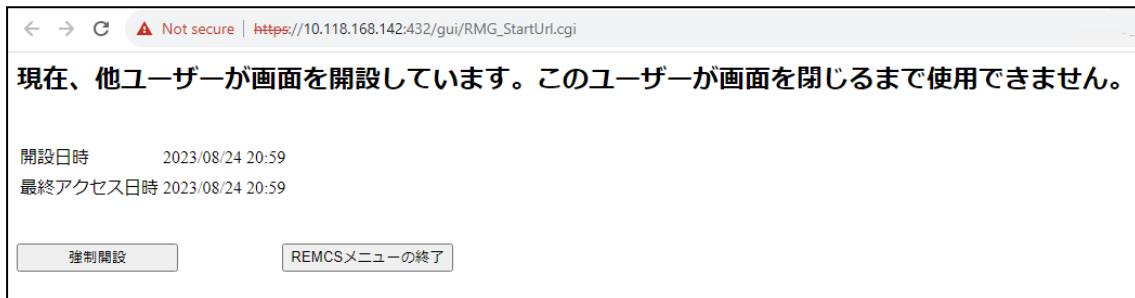 Not secure | https://10.118.168.142:432/gui/RMG_StartUrl.cgi
現在、他ユーザーが画面を開設しています。このユーザーが画面を閉じるまで使用できません。
開設日時 2023/08/24 20:59
最終アクセス日時 2023/08/24 20:59
強制開設 REMCSメニューの終了